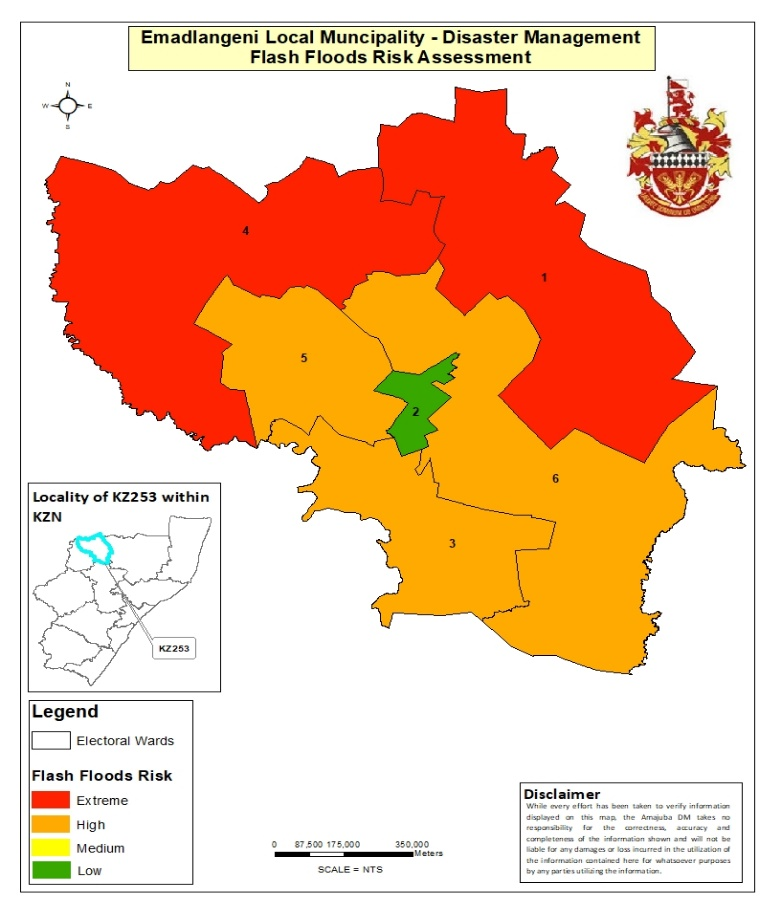 Emadlangeni Local Muncipality - Disaster Management
Flash Floods Risk Assessment
N
W E
S
4
1
5
2
6
3
Locality of KZ253 within
KZN
KZ253
Legend
Electoral Wards
Flash Floods Risk
Extreme
High
Medium
Low
0 87,500 175,000 350,000
Meters
SCALE = NTS
Disclaimer
While every effort has been taken to verify information
displayed on this map, the Amajuba DM takes no
responsibility for the correctness, accuracy and
completeness of the information shown and will not be
liable for any damages or loss incurred in the utilization of
the information contained here for whatsoever purposes
by any parties utilizing the information.